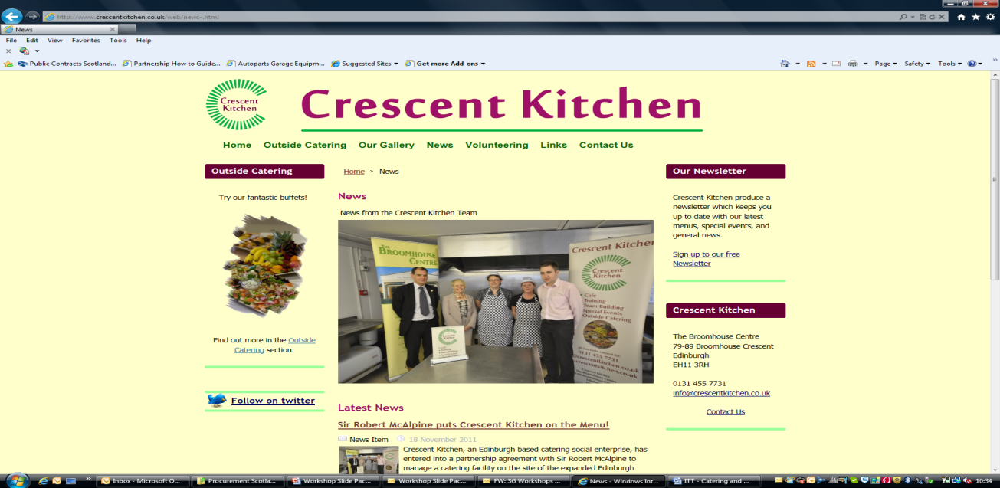 http://www.crescentkitchen.co.uk/web/news-.html
News
File Edit View Favorites Tools Help
Public Contracts Scotland... Partnership How to Guide... Autoparts Garage Equipm... Suggested Sites Get more Add-ons
Page Safety Tools
Crescent
Kitchen
Crescent Kitchen
Home Outside Catering Our Gallery News Volunteering Links Contact Us
Outside Catering
Try our fantastic buffets!
Find out more in the Outside
Catering section.
Follow on twitter
Home » News
News
News from the Crescent Kitchen Team
THE
BROOMHOUSE
CENTRE
Crescent
Kitchen
Crescent Kitchen
Crescent
Kitchen
Cafe
Training
Team Building
Special Events
Outside Catering
0131 455 7731
@crescentkitchen.co.uk
crescentkitchen.co.uk
Latest News
Sir Robert McAlpine puts Crescent Kitchen on the Menu!
News Item 18 November 2011
Crescent Kitchen, an Edinburgh based catering social enterprise, has
entered into a partnership agreement with Sir Robert McAlpine to
manage a catering facility on the site of the expanded Edinburgh
Our Newsletter
Crescent Kitchen produce a
newsletter which keeps you
up to date with our latest
menus, special events, and
general news.
Sign up to our free
Newsletter
Crescent Kitchen
The Broomhouse Centre
79-89 Broomhouse Crescent
Edinburgh
EH11 3RH
0131 455 7731
info@crescentkitchen.co.uk
Contact Us
Inbox - Microsoft O... Procurement Scotla... Workshop Slide Pac... Workshop Slide Pac... FW: SG Workshops ... News - Windows Int... ITT - Catering and ... 10:34